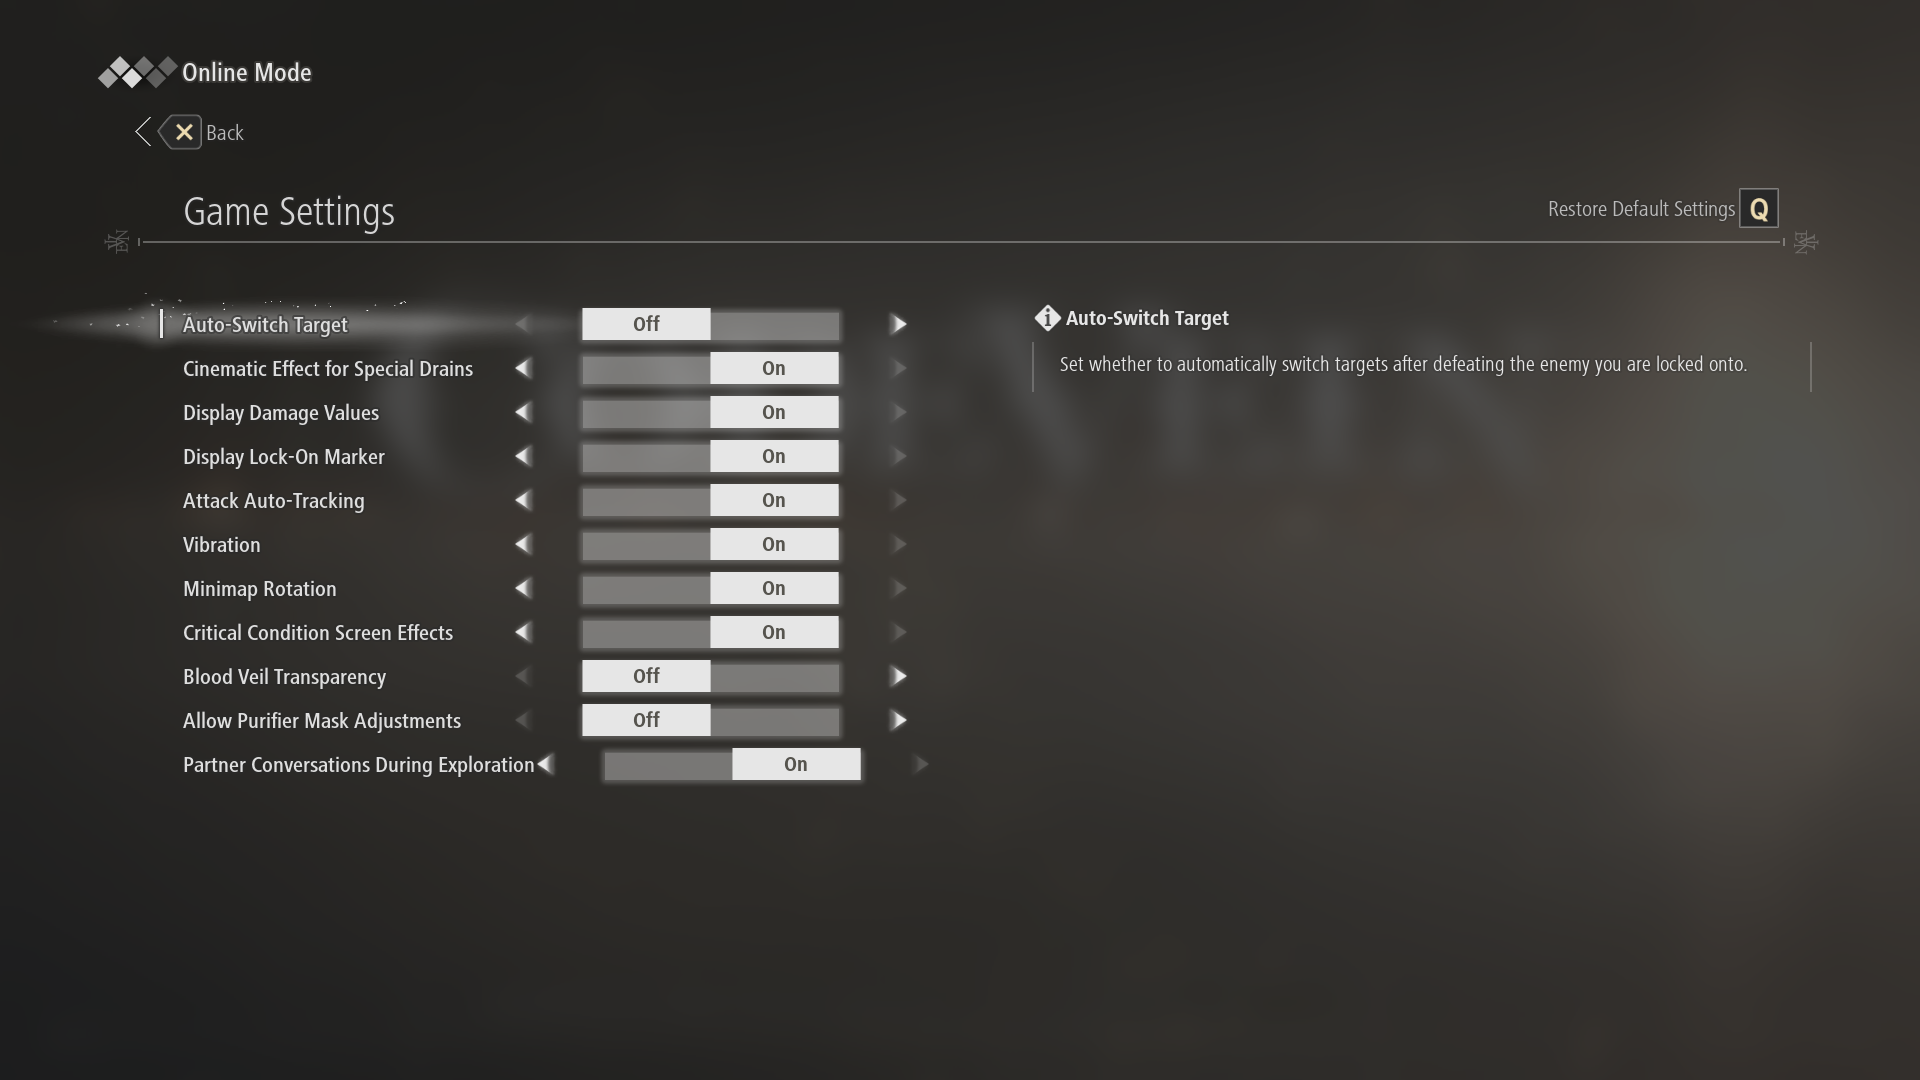 Online Mode
Back
Game Settings
Restore Default Settings Q
Auto-Switch Target Off
Cinematic Effect for Special Drains On
Display Damage Values On
Display Lock-On Marker On
Attack Auto-Tracking On
Vibration On
Minimap Rotation On
Critical Condition Screen Effects On
Blood Veil Transparency Off
Allow Purifier Mask Adjustments Off
Partner Conversations During Exploration On
Auto-Switch Target
Set whether to automatically switch targets after defeating the enemy you are locked onto.